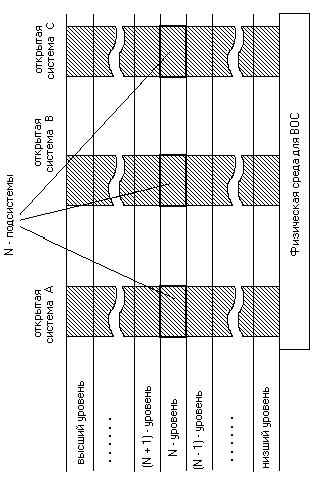 N - подсистемы
открытая
система A
открытая
система B
открытая
система C
высший уровень
. . . . . .
(N + 1) - уровень
N - уровень
(N - 1) - уровень
. . . . . .
низший уровень
Физическая среда для ВОС